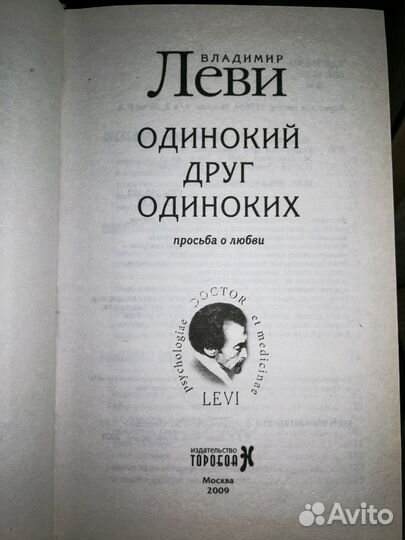 ВЛАДИМИР
Леви
ОДИНОКИЙ
ДРУГ
ОДИНОКИХ
просьба о любви
psychologiae DOCTOR et medicinae
LEVI
издательство
ТОРОБОАН
Москва
2009
Avito